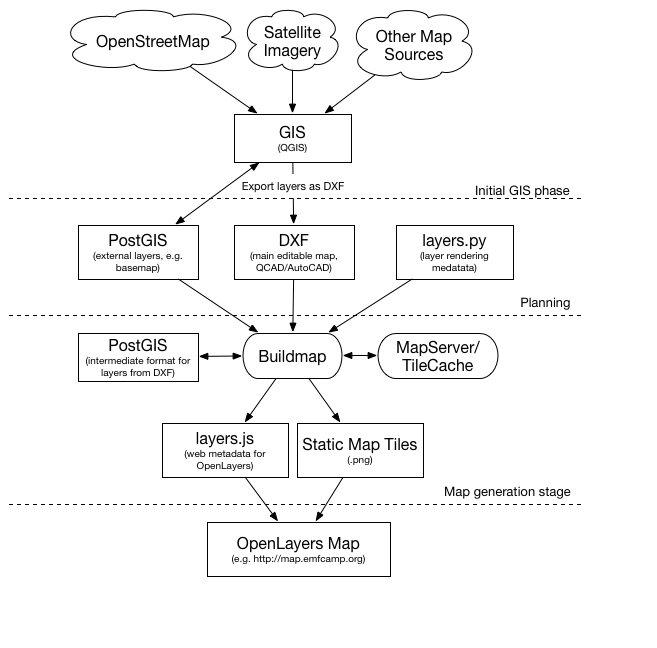 OpenStreetMap
Satellite
Imagery
Other Map
Sources
GIS
(QGIS)
Export layers as DXF
Initial GIS phase
PostGIS
(external layers, e.g.
basemap)
DXF
(main editable map,
QCAD/AutoCAD)
layers.py
(layer rendering
medatata)
Planning
PostGIS
(intermediate format for
layers from DXF)
Buildmap
MapServer/
TileCache
layers.js
(web metadata for
OpenLayers)
Static Map Tiles
(.png)
Map generation stage
OpenLayers Map
(e.g. http://map.emfcamp.org)